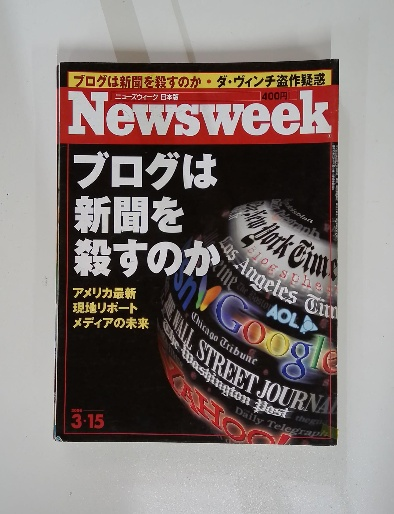 ブログは新聞を殺すのか・ダ・ヴィンチ盗作疑惑
ニューズウィーク日本版
400円
Newsweek
ブログは
新聞を
殺すのか
アメリカ最新
現地リポート
メディアの未来
New York Times
Los Angeles Tim
AOL
Google
Chicago Tribune
THE WALL STREET JOURNA
The Washington Post
Daily Telegraph
YAHOO!
3・15